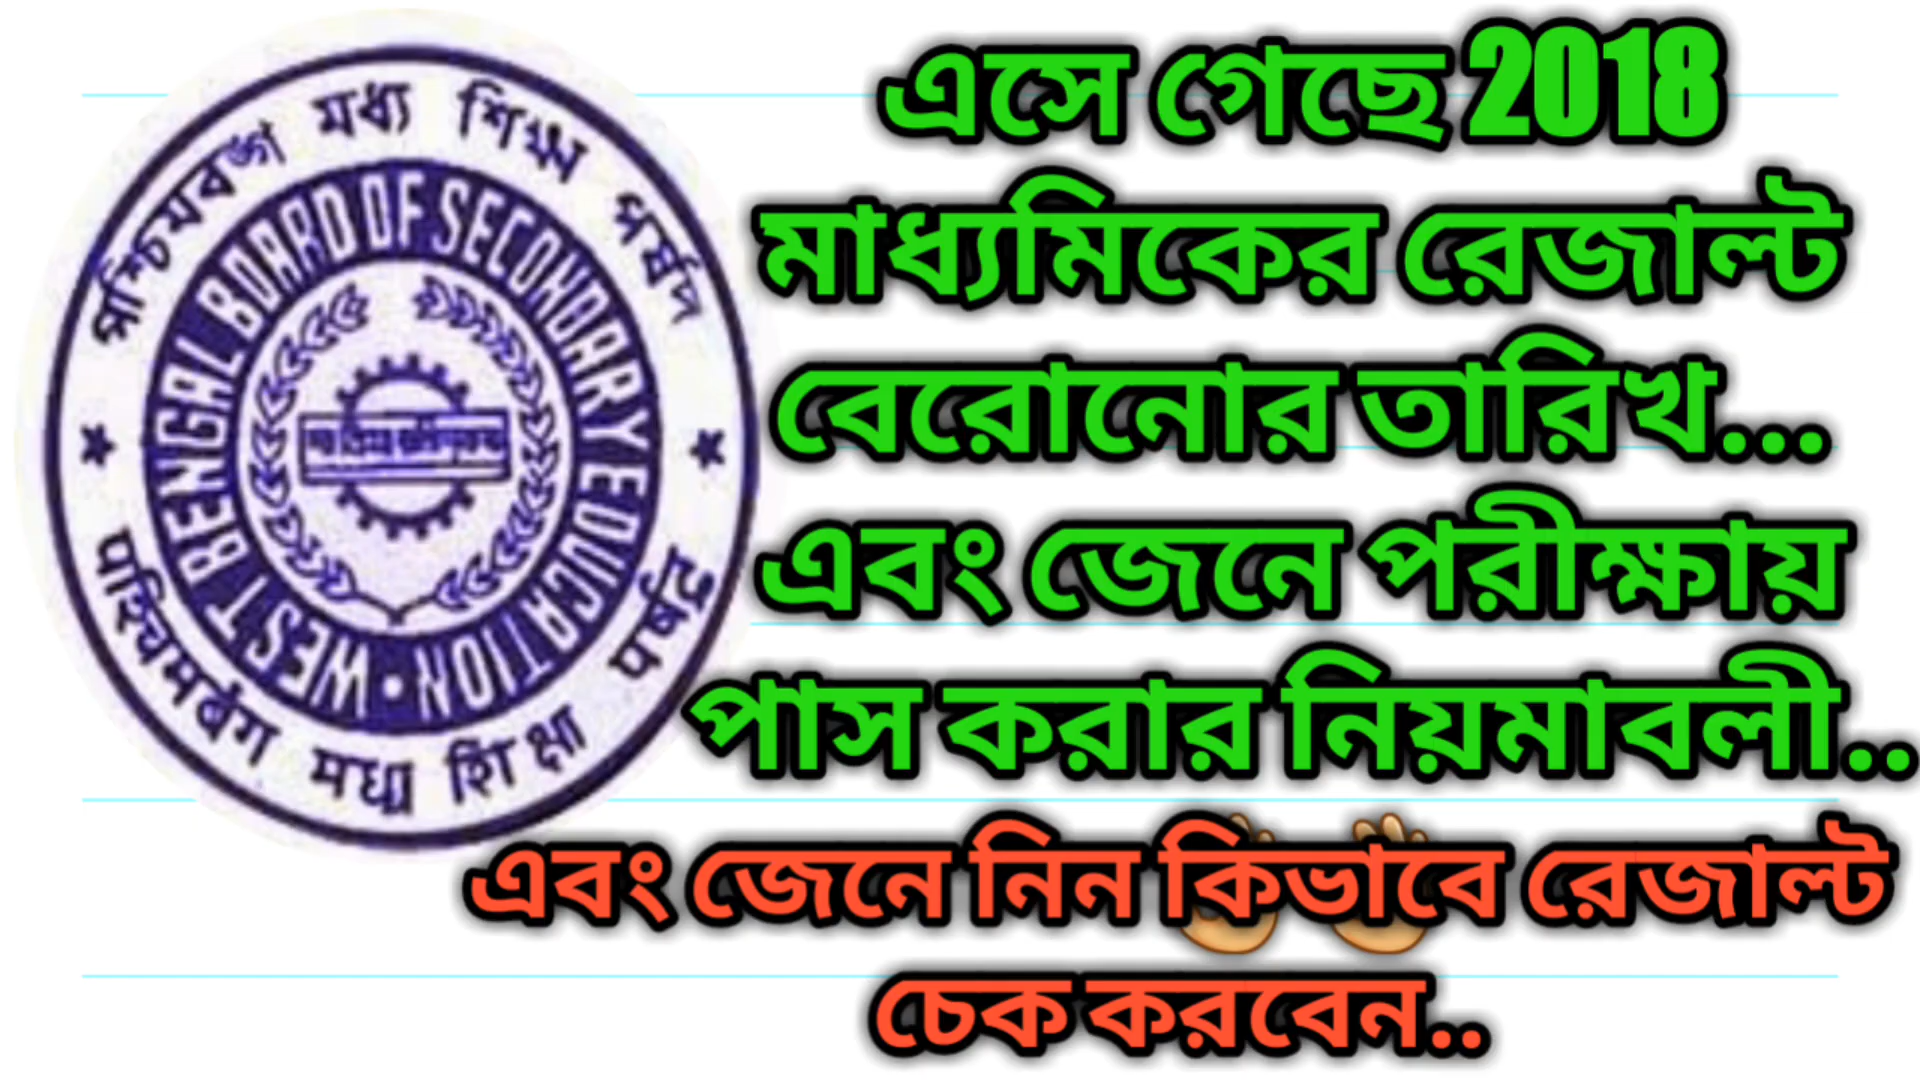 পশ্চিমবঙ্গ মধ্য শিক্ষা পর্ষদ
WEST BENGAL BOARD OF SECONDARY EDUCATION
এসে গেছে 2018
মাধ্যমিকের রেজাল্ট
বেরোনোর তারিখ...
এবং জেনে পরীক্ষায়
পাস করার নিয়মাবলী..
এবং জেনে নিন কিভাবে রেজাল্ট
চেক করবেন..